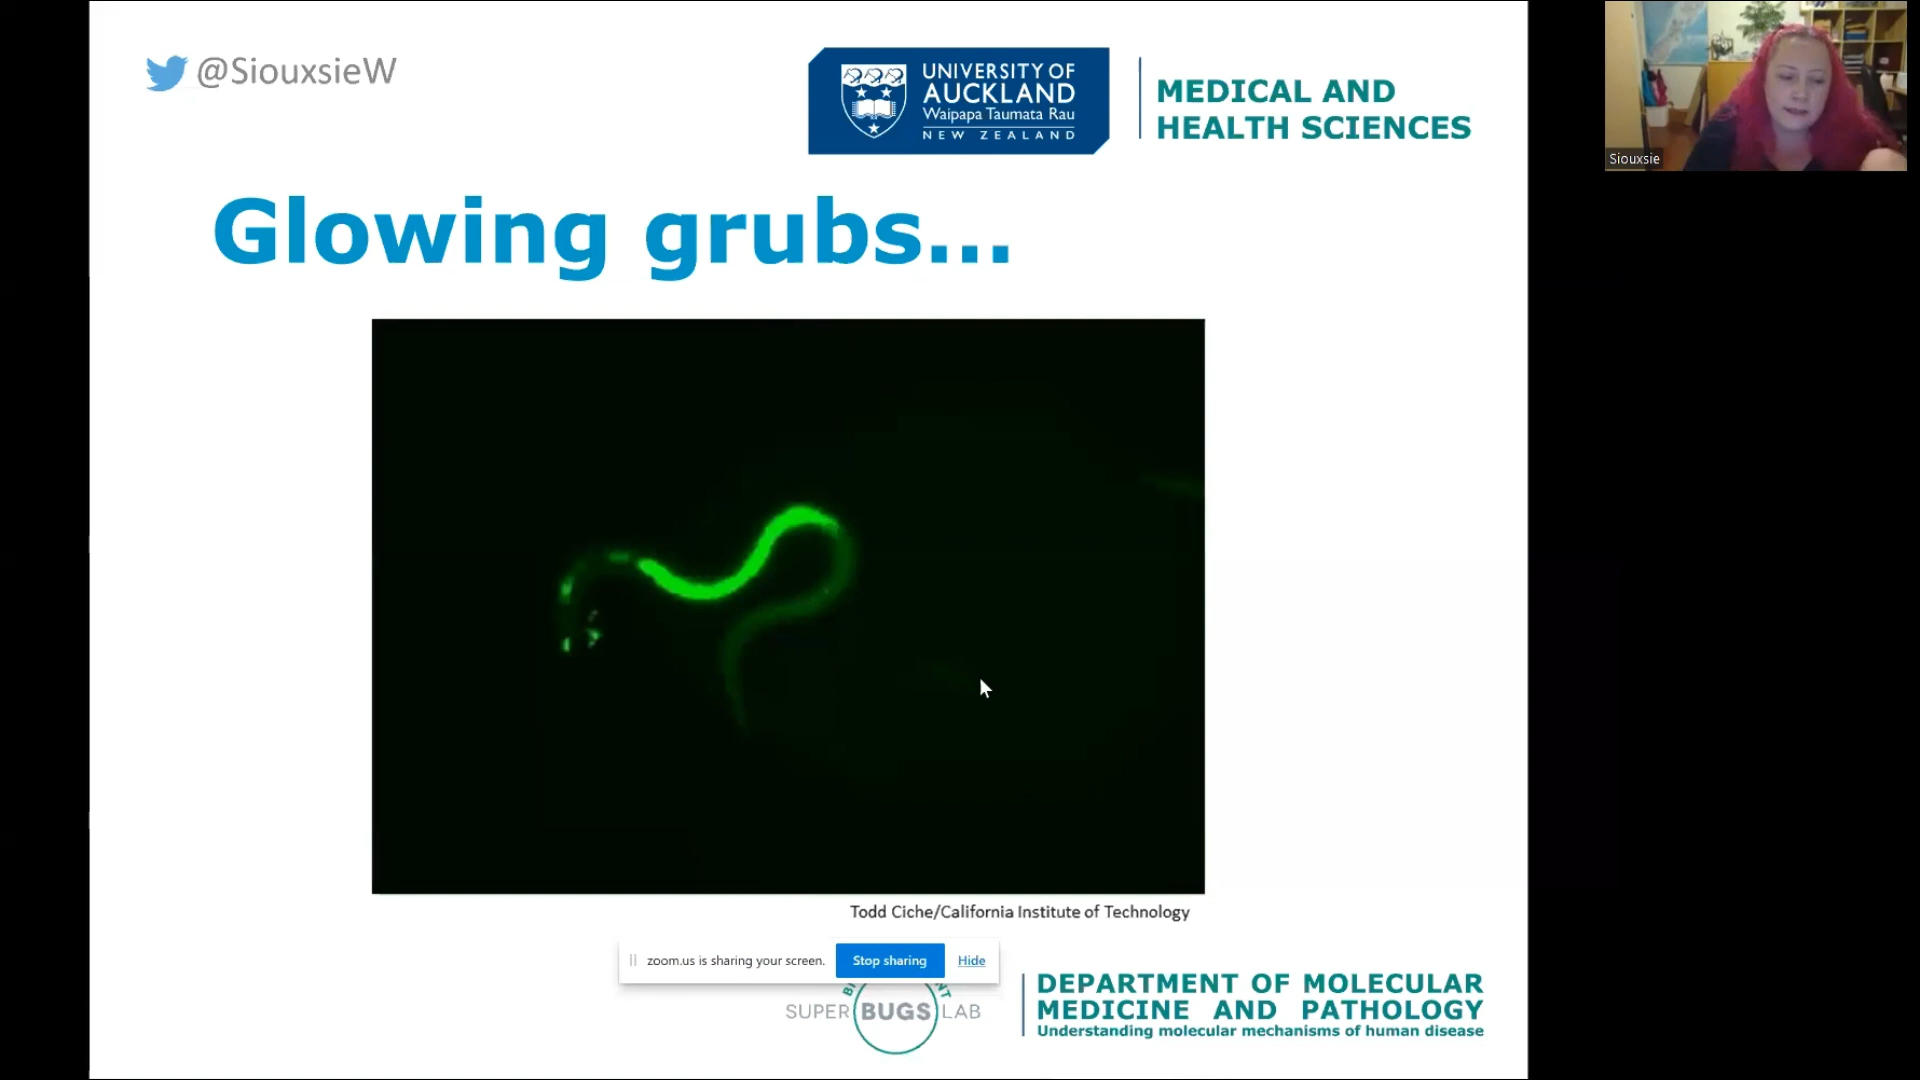 @SiouxsieW
UNIVERSITY OF
AUCKLAND
Waipapa Taumata Rau
NEW ZEALAND
MEDICAL AND
HEALTH SCIENCES
Siouxsie
Glowing grubs...
Todd Ciche/California Institute of Technology
zoom.us is sharing your screen.
Stop sharing
Hide
SUPER BUGS LAB
DEPARTMENT OF MOLECULAR
MEDICINE AND PATHOLOGY
Understanding molecular mechanisms of human disease